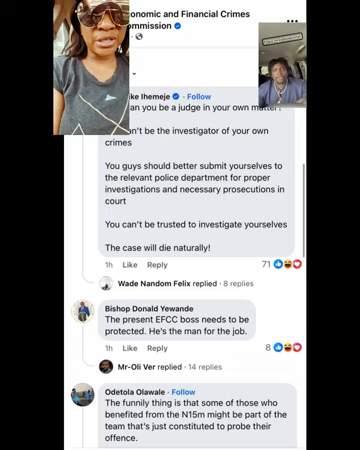 onomic and Financial Crimes
mmission
ike Ihemeje · Follow
an you be a judge in your own matter?
n't be the investigator of your own
crimes
You guys should better submit yourselves to
the relevant police department for proper
investigations and necessary prosecutions in
court
You can't be trusted to investigate yourselves
The case will die naturally!
1h Like Reply 71
Wade Nandom Felix replied · 8 replies
Bishop Donald Yewande
The present EFCC boss needs to be
protected. He's the man for the job.
1h Like Reply 8
Mr-Oli Ver replied · 14 replies
Odetola Olawale · Follow
The funnily thing is that some of those who
benefited from the N15m might be part of the
team that's just constituted to probe their
offence.